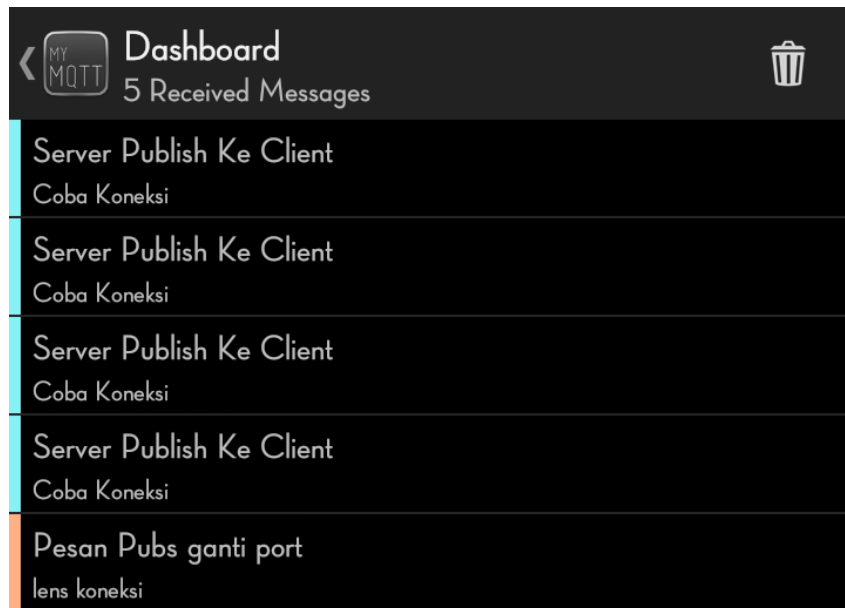 MY
MQTT
Dashboard
5 Received Messages
Server Publish Ke Client
Coba Koneksi
Server Publish Ke Client
Coba Koneksi
Server Publish Ke Client
Coba Koneksi
Server Publish Ke Client
Coba Koneksi
Pesan Pubs ganti port
lens koneksi